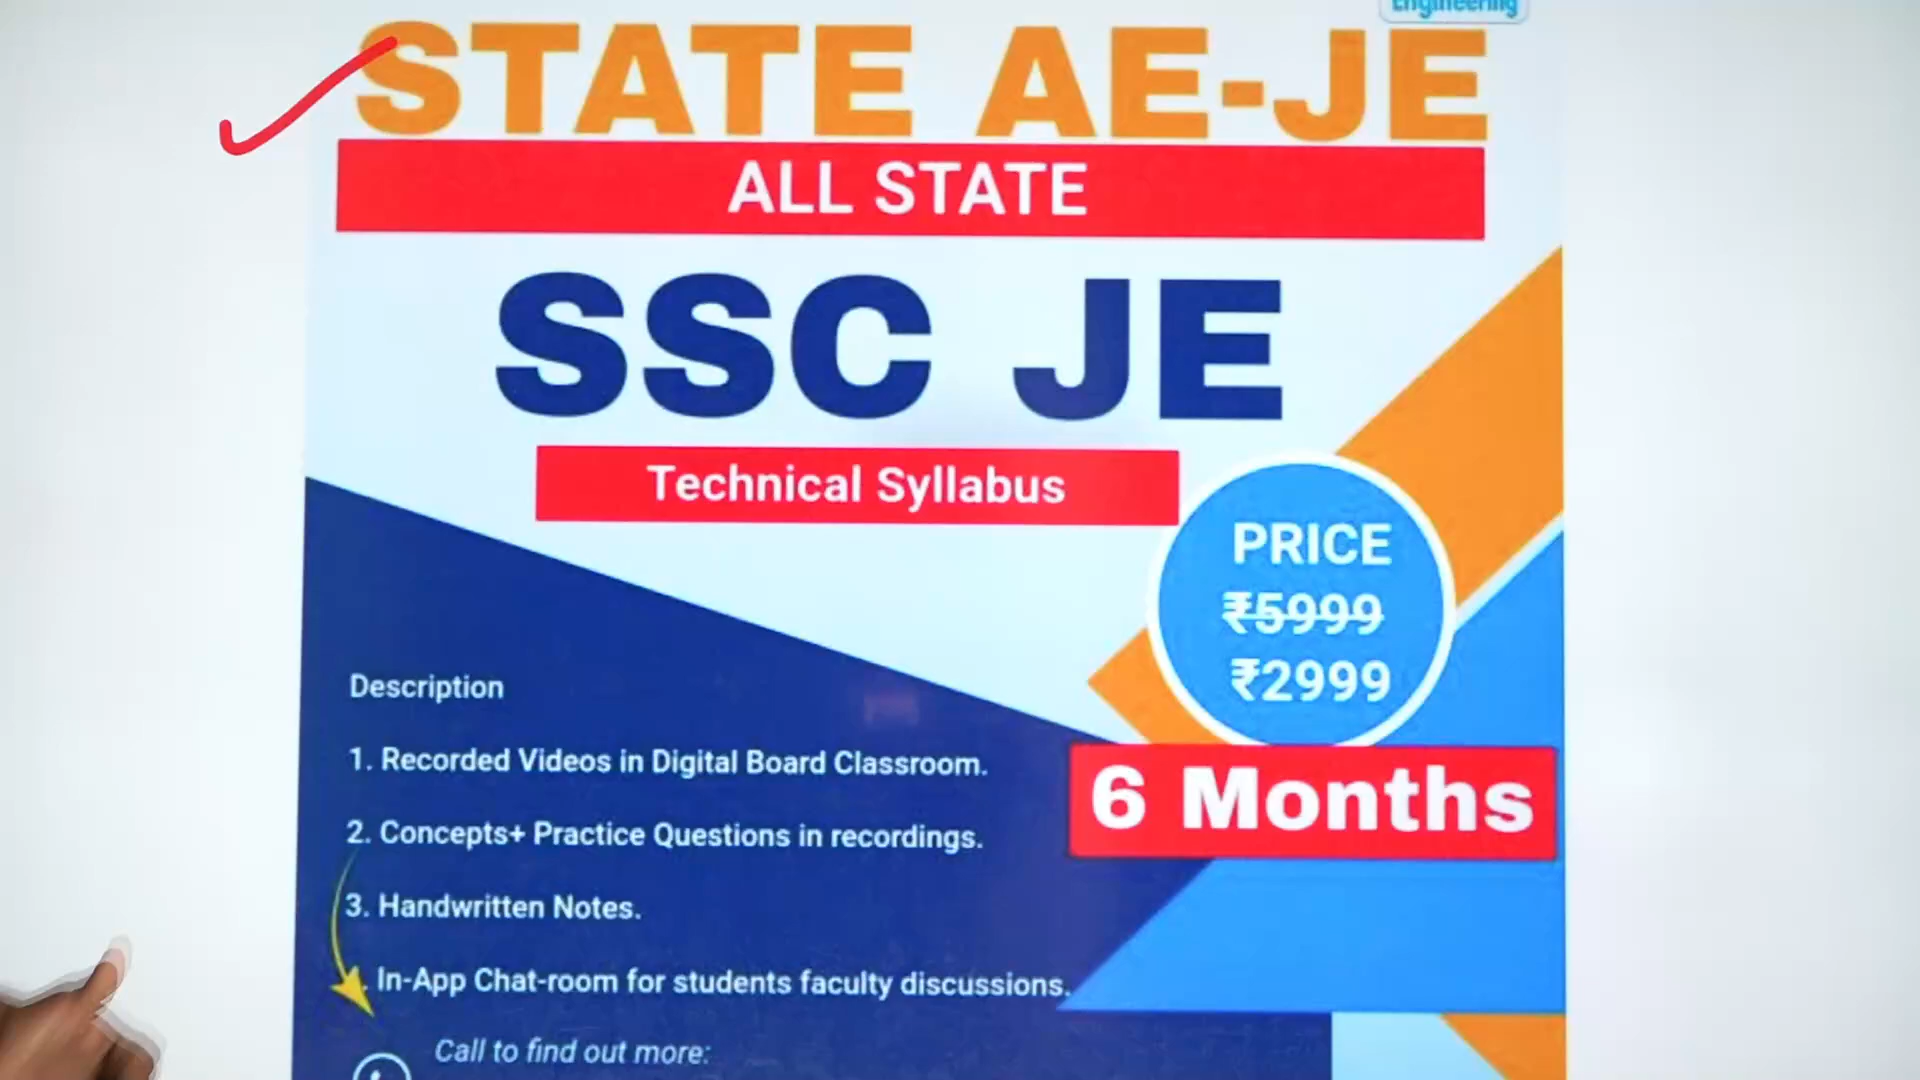 Engineering
STATE AE-JE
ALL STATE
SSC JE
Technical Syllabus
PRICE
₹5999
₹2999
6 Months
Description
1. Recorded Videos in Digital Board Classroom.
2. Concepts+ Practice Questions in recordings.
3. Handwritten Notes.
. In-App Chat-room for students faculty discussions.
Call to find out more: